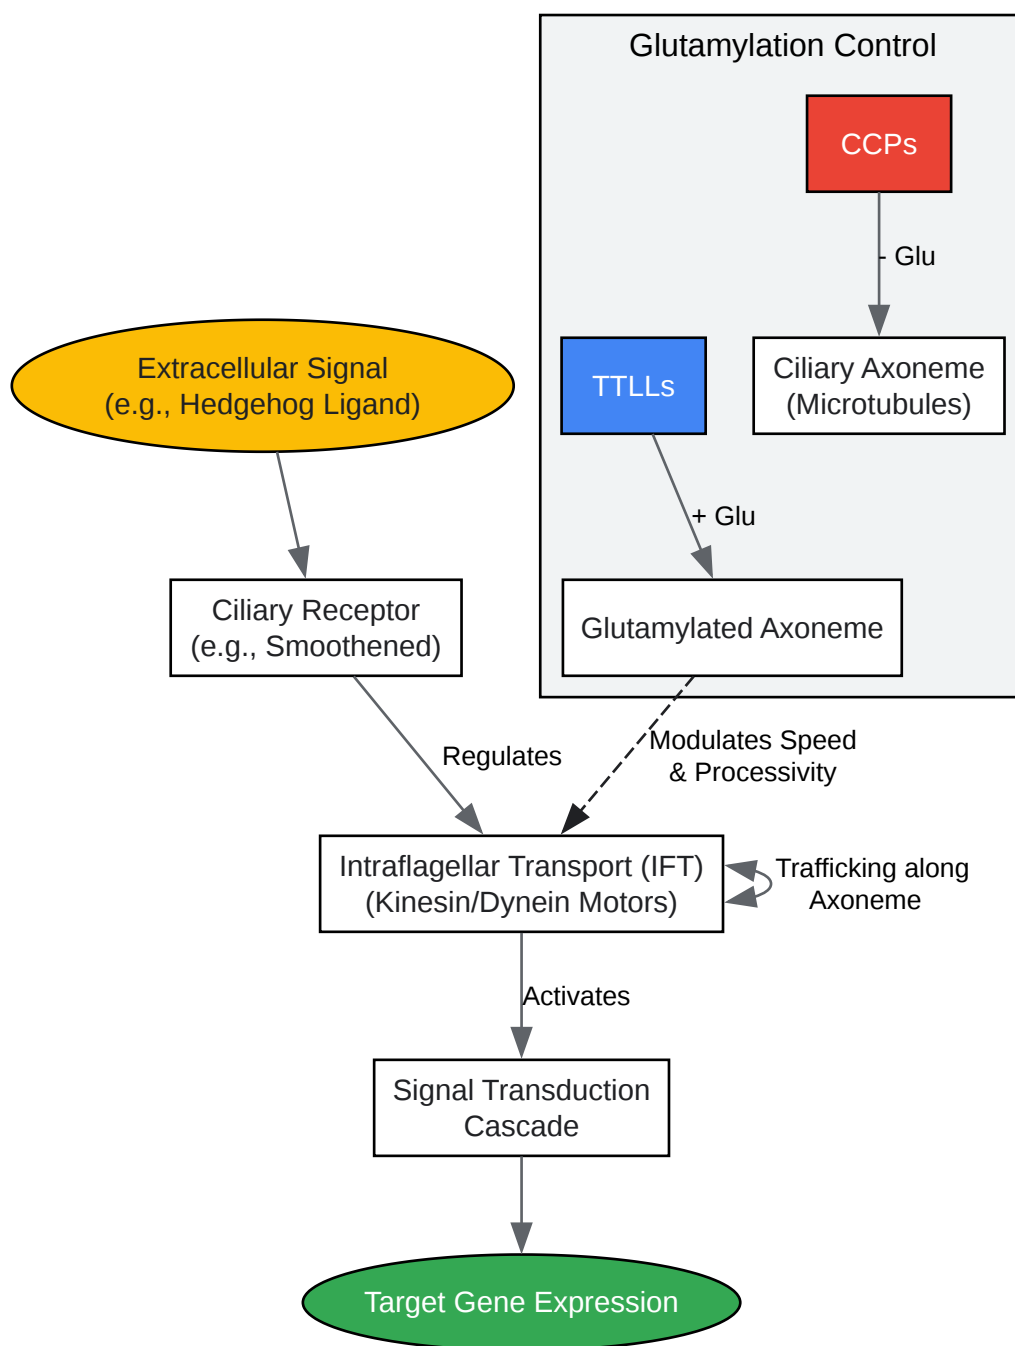 Glutamylation Control
CCPs
- Glu
Extracellular Signal
(e.g., Hedgehog Ligand)
TTLLs
Ciliary Axoneme
(Microtubules)
+ Glu
Ciliary Receptor
(e.g., Smoothened)
Glutamylated Axoneme
Regulates
Modulates Speed
& Processivity
Intraflagellar Transport (IFT)
(Kinesin/Dynein Motors)
Trafficking along
Axoneme
Activates
Signal Transduction
Cascade
Target Gene Expression